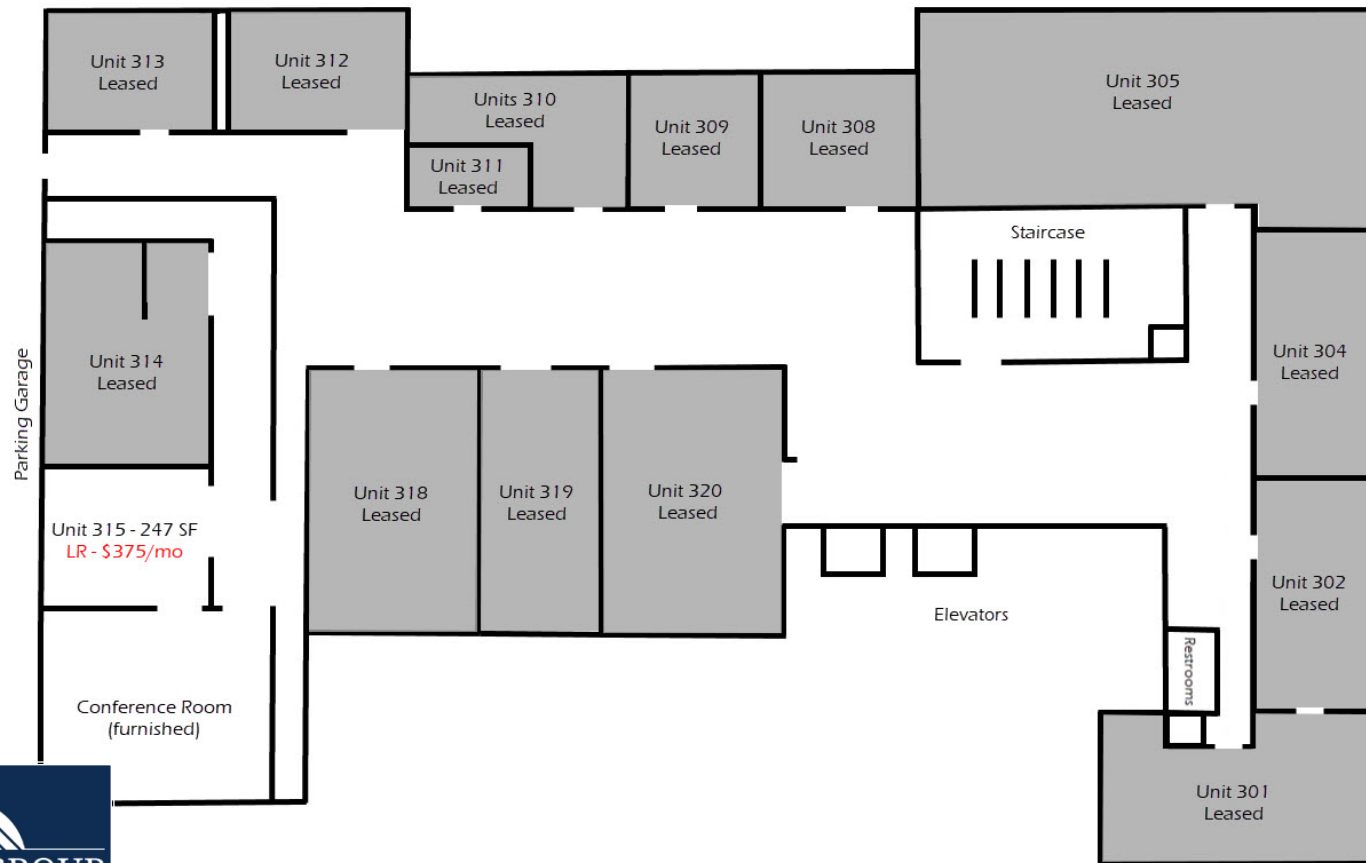 Unit 313
Leased
Unit 312
Leased
Units 310
Leased
Unit 311
Leased
Unit 309
Leased
Unit 308
Leased
Unit 305
Leased
Staircase
Unit 304
Leased
Parking Garage
Unit 314
Leased
Unit 315 - 247 SF
LR - $375/mo
Unit 318
Leased
Unit 319
Leased
Unit 320
Leased
Elevators
Unit 302
Leased
Restrooms
Conference Room
(furnished)
Unit 301
Leased